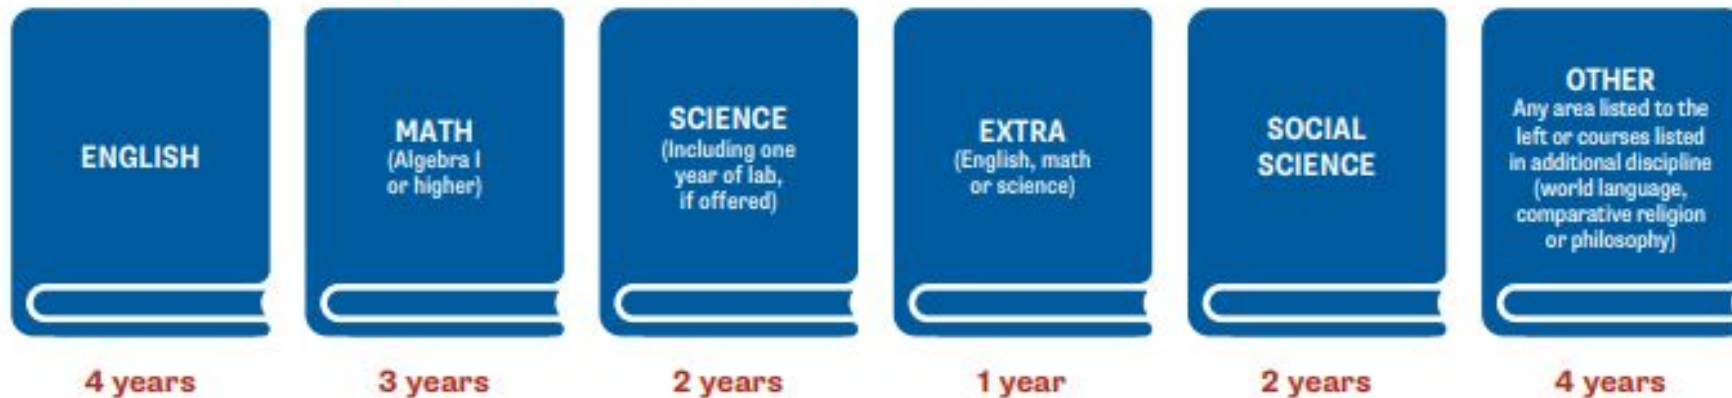 ENGLISH
4 years
MATH
(Algebra I
or higher)
3 years
SCIENCE
(Including one
year of lab,
if offered)
2 years
EXTRA
(English, math
or science)
1 year
SOCIAL
SCIENCE
2 years
OTHER
Any area listed to the
left or courses listed
in additional discipline
(world language,
comparative religion
or philosophy)
4 years